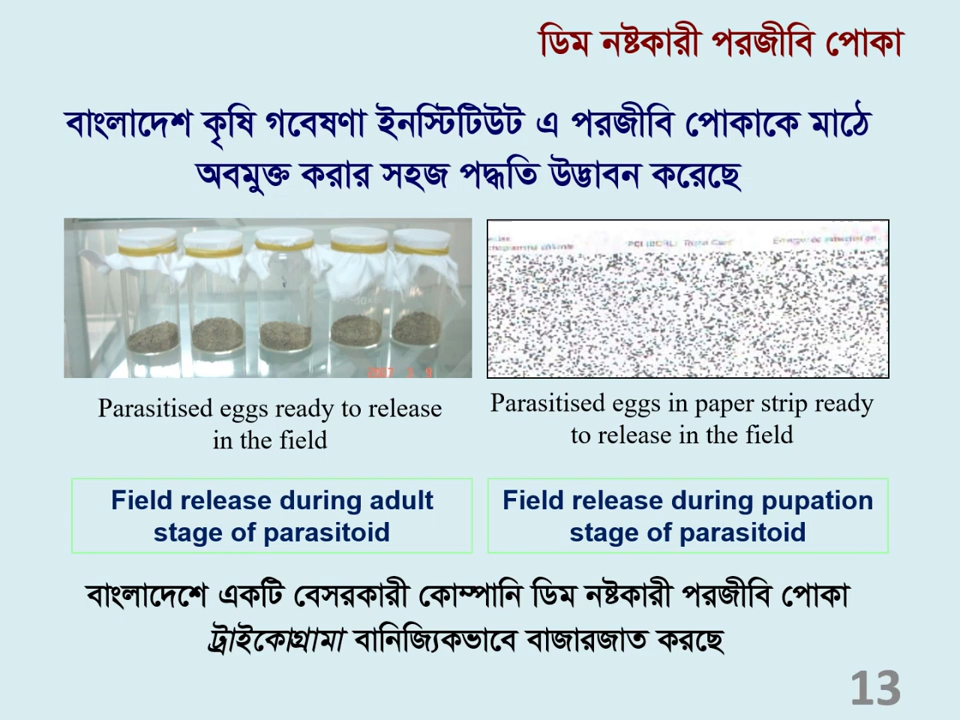 ডিম নষ্টকারী পরজীবি পোকা
বাংলাদেশ কৃষি গবেষণা ইনস্টিটিউট এ পরজীবি পোকাকে মাঠে
অবমুক্ত করার সহজ পদ্ধতি উদ্ভাবন করেছে
Parasitised eggs ready to release
in the field
Parasitised eggs in paper strip ready
to release in the field
Field release during adult
stage of parasitoid
Field release during pupation
stage of parasitoid
বাংলাদেশে একটি বেসরকারী কোম্পানি ডিম নষ্টকারী পরজীবি পোকা
ট্রাইকোগ্রামা বানিজ্যিকভাবে বাজারজাত করছে
13